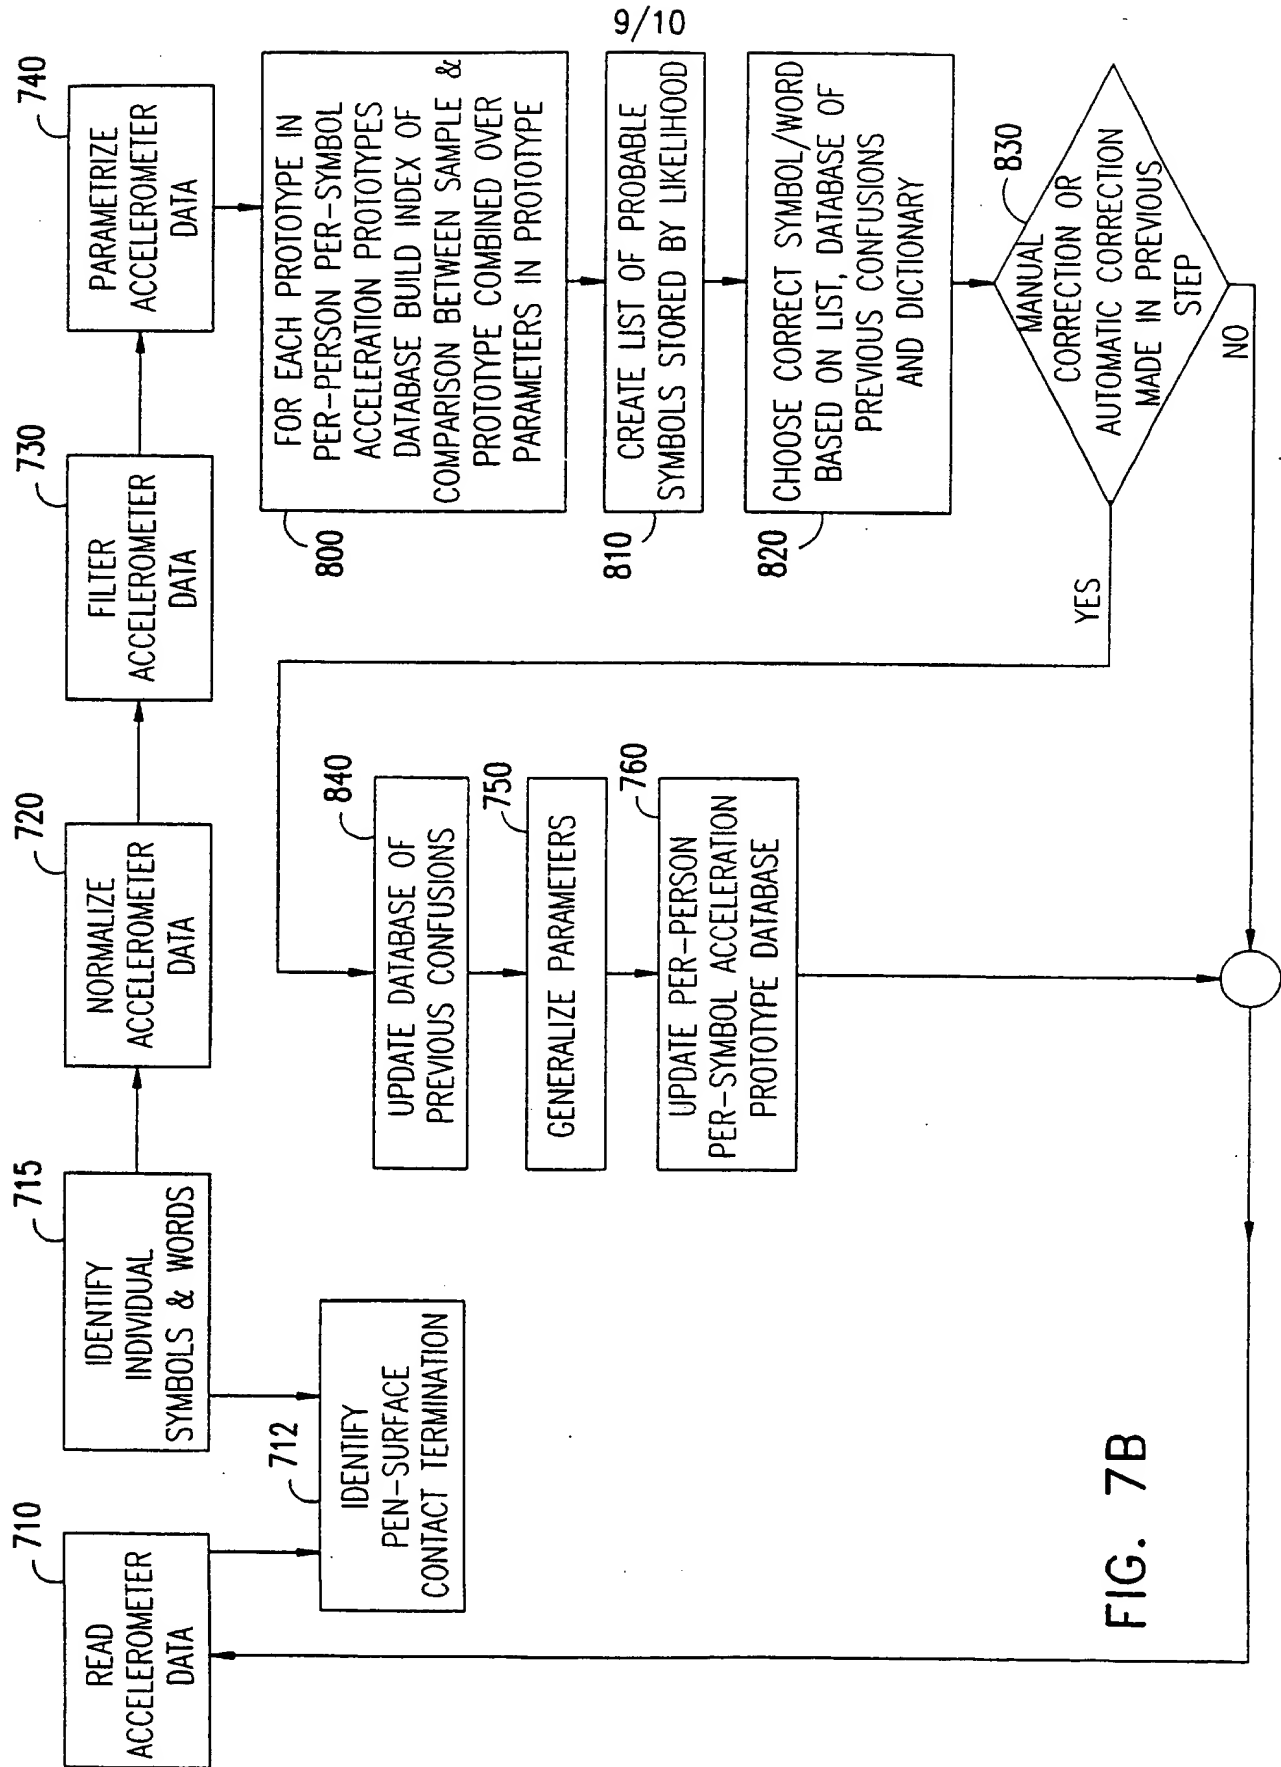 9/10
710
READ
ACCELEROMETER
DATA
712
IDENTIFY
PEN-SURFACE
CONTACT TERMINATION
715
IDENTIFY
INDIVIDUAL
SYMBOLS & WORDS
720
NORMALIZE
ACCELEROMETER
DATA
730
FILTER
ACCELEROMETER
DATA
740
PARAMETRIZE
ACCELEROMETER
DATA
800
FOR EACH PROTOTYPE IN
PER-PERSON PER-SYMBOL
ACCELERATION PROTOTYPES
DATABASE BUILD INDEX OF
COMPARISON BETWEEN SAMPLE &
PROTOTYPE COMBINED OVER
PARAMETERS IN PROTOTYPE
810
CREATE LIST OF PROBABLE
SYMBOLS STORED BY LIKELIHOOD
820
CHOOSE CORRECT SYMBOL/WORD
BASED ON LIST, DATABASE OF
PREVIOUS CONFUSIONS
AND DICTIONARY
830
MANUAL
CORRECTION OR
AUTOMATIC CORRECTION
MADE IN PREVIOUS
STEP
YES
NO
840
UPDATE DATABASE OF
PREVIOUS CONFUSIONS
750
GENERALIZE PARAMETERS
760
UPDATE PER-PERSON
PER-SYMBOL ACCELERATION
PROTOTYPE DATABASE
FIG. 7B